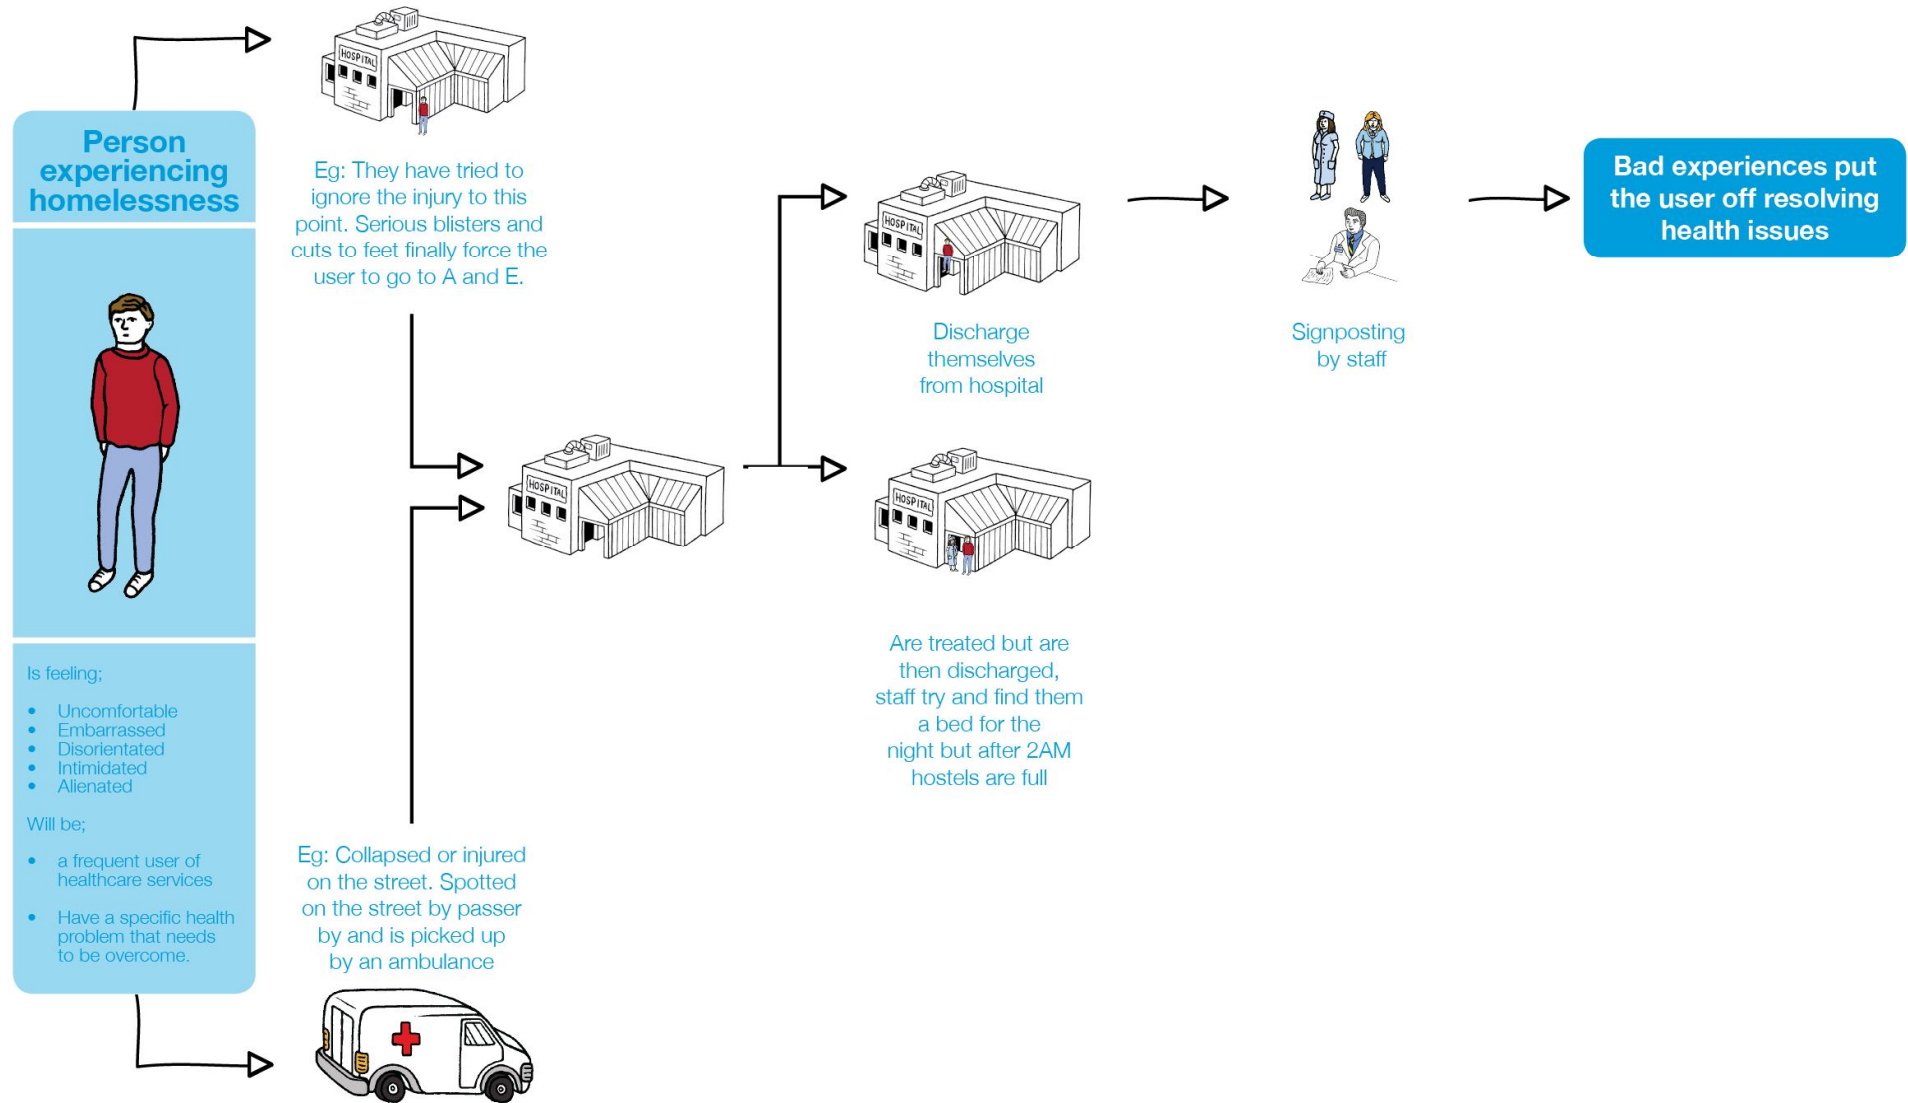 Person
experiencing
homelessness
Is feeling;
• Uncomfortable
• Embarrassed
• Disorientated
• Intimidated
• Alienated
Will be;
• a frequent user of
healthcare services
• Have a specific health
problem that needs
to be overcome.
HOSPITAL
Eg: They have tried to
ignore the injury to this
point. Serious blisters and
cuts to feet finally force the
user to go to A and E.
Eg: Collapsed or injured
on the street. Spotted
on the street by passer
by and is picked up
by an ambulance
HOSPITAL
HOSPITAL
Discharge
themselves
from hospital
HOSPITAL
Are treated but are
then discharged,
staff try and find them
a bed for the
night but after 2AM
hostels are full
Signposting
by staff
Bad experiences put
the user off resolving
health issues